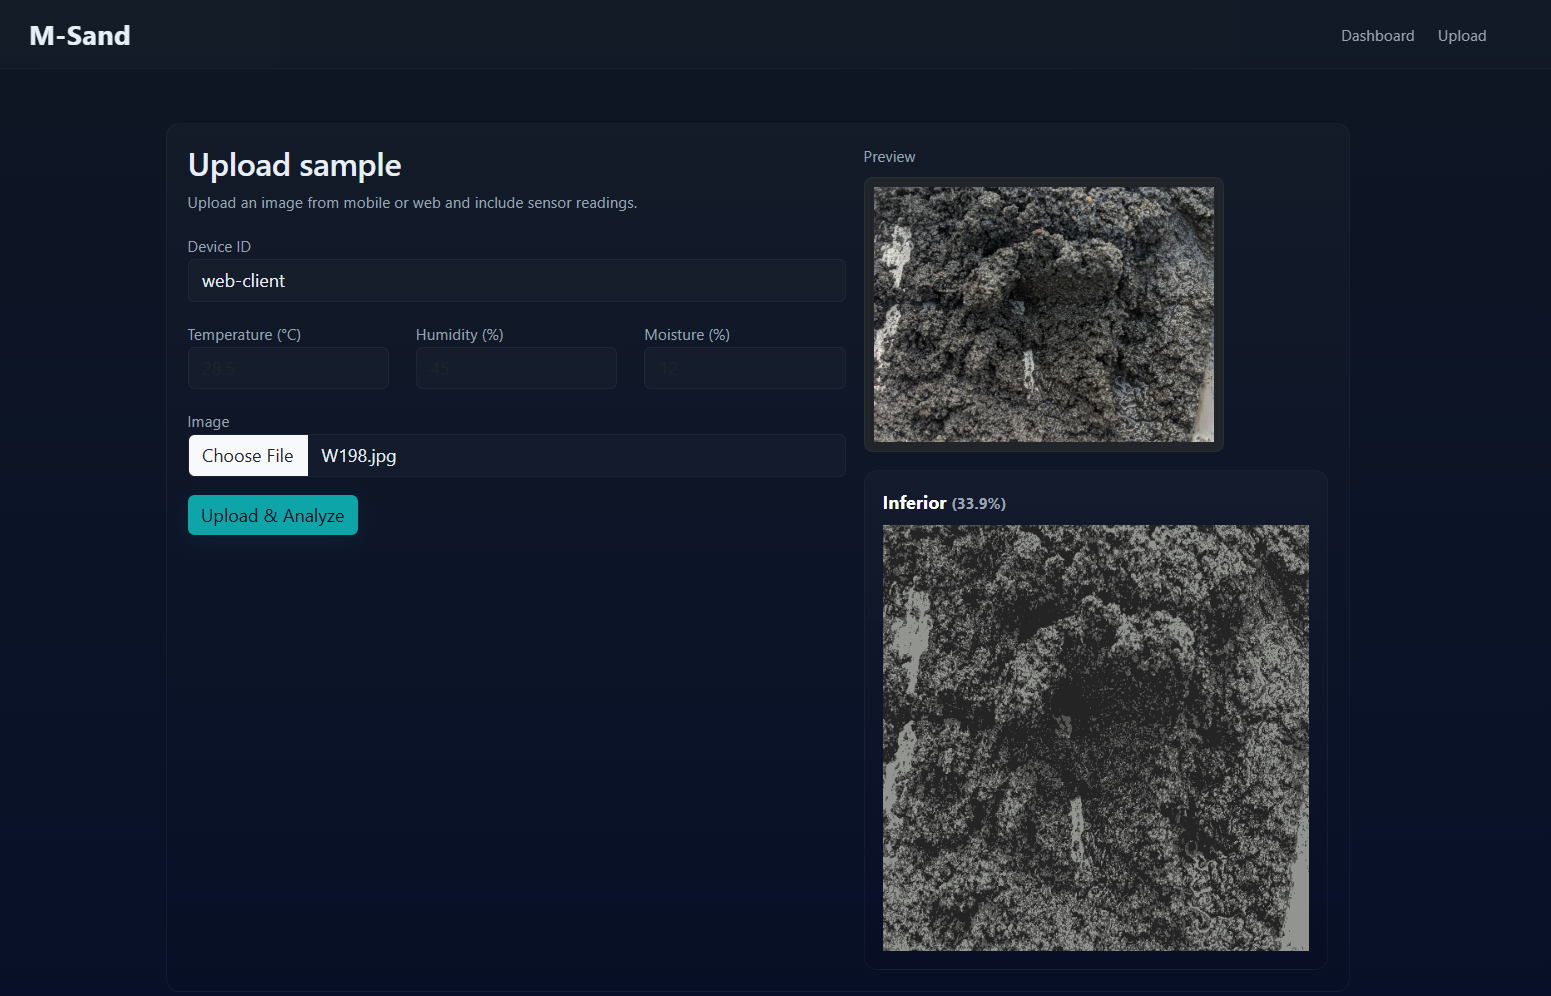 M-Sand
Dashboard Upload
Upload sample
Upload an image from mobile or web and include sensor readings.
Device ID
web-client
Temperature (°C) Humidity (%) Moisture (%)
28.5 45 12
Image
Choose File W198.jpg
Upload & Analyze
Preview
Inferior (33.9%)